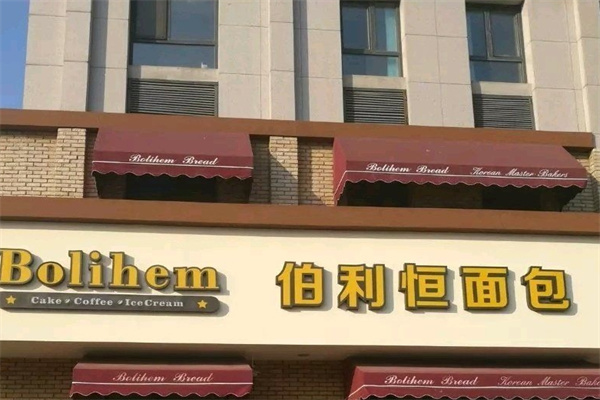 Bolihem Bread
Bolihem Bread Korean Master Bakers
Bolihem
Cake Coffee IceCream
伯利恒面包
Bolihem Bread
Bolihem Bread Korean Master Bakers